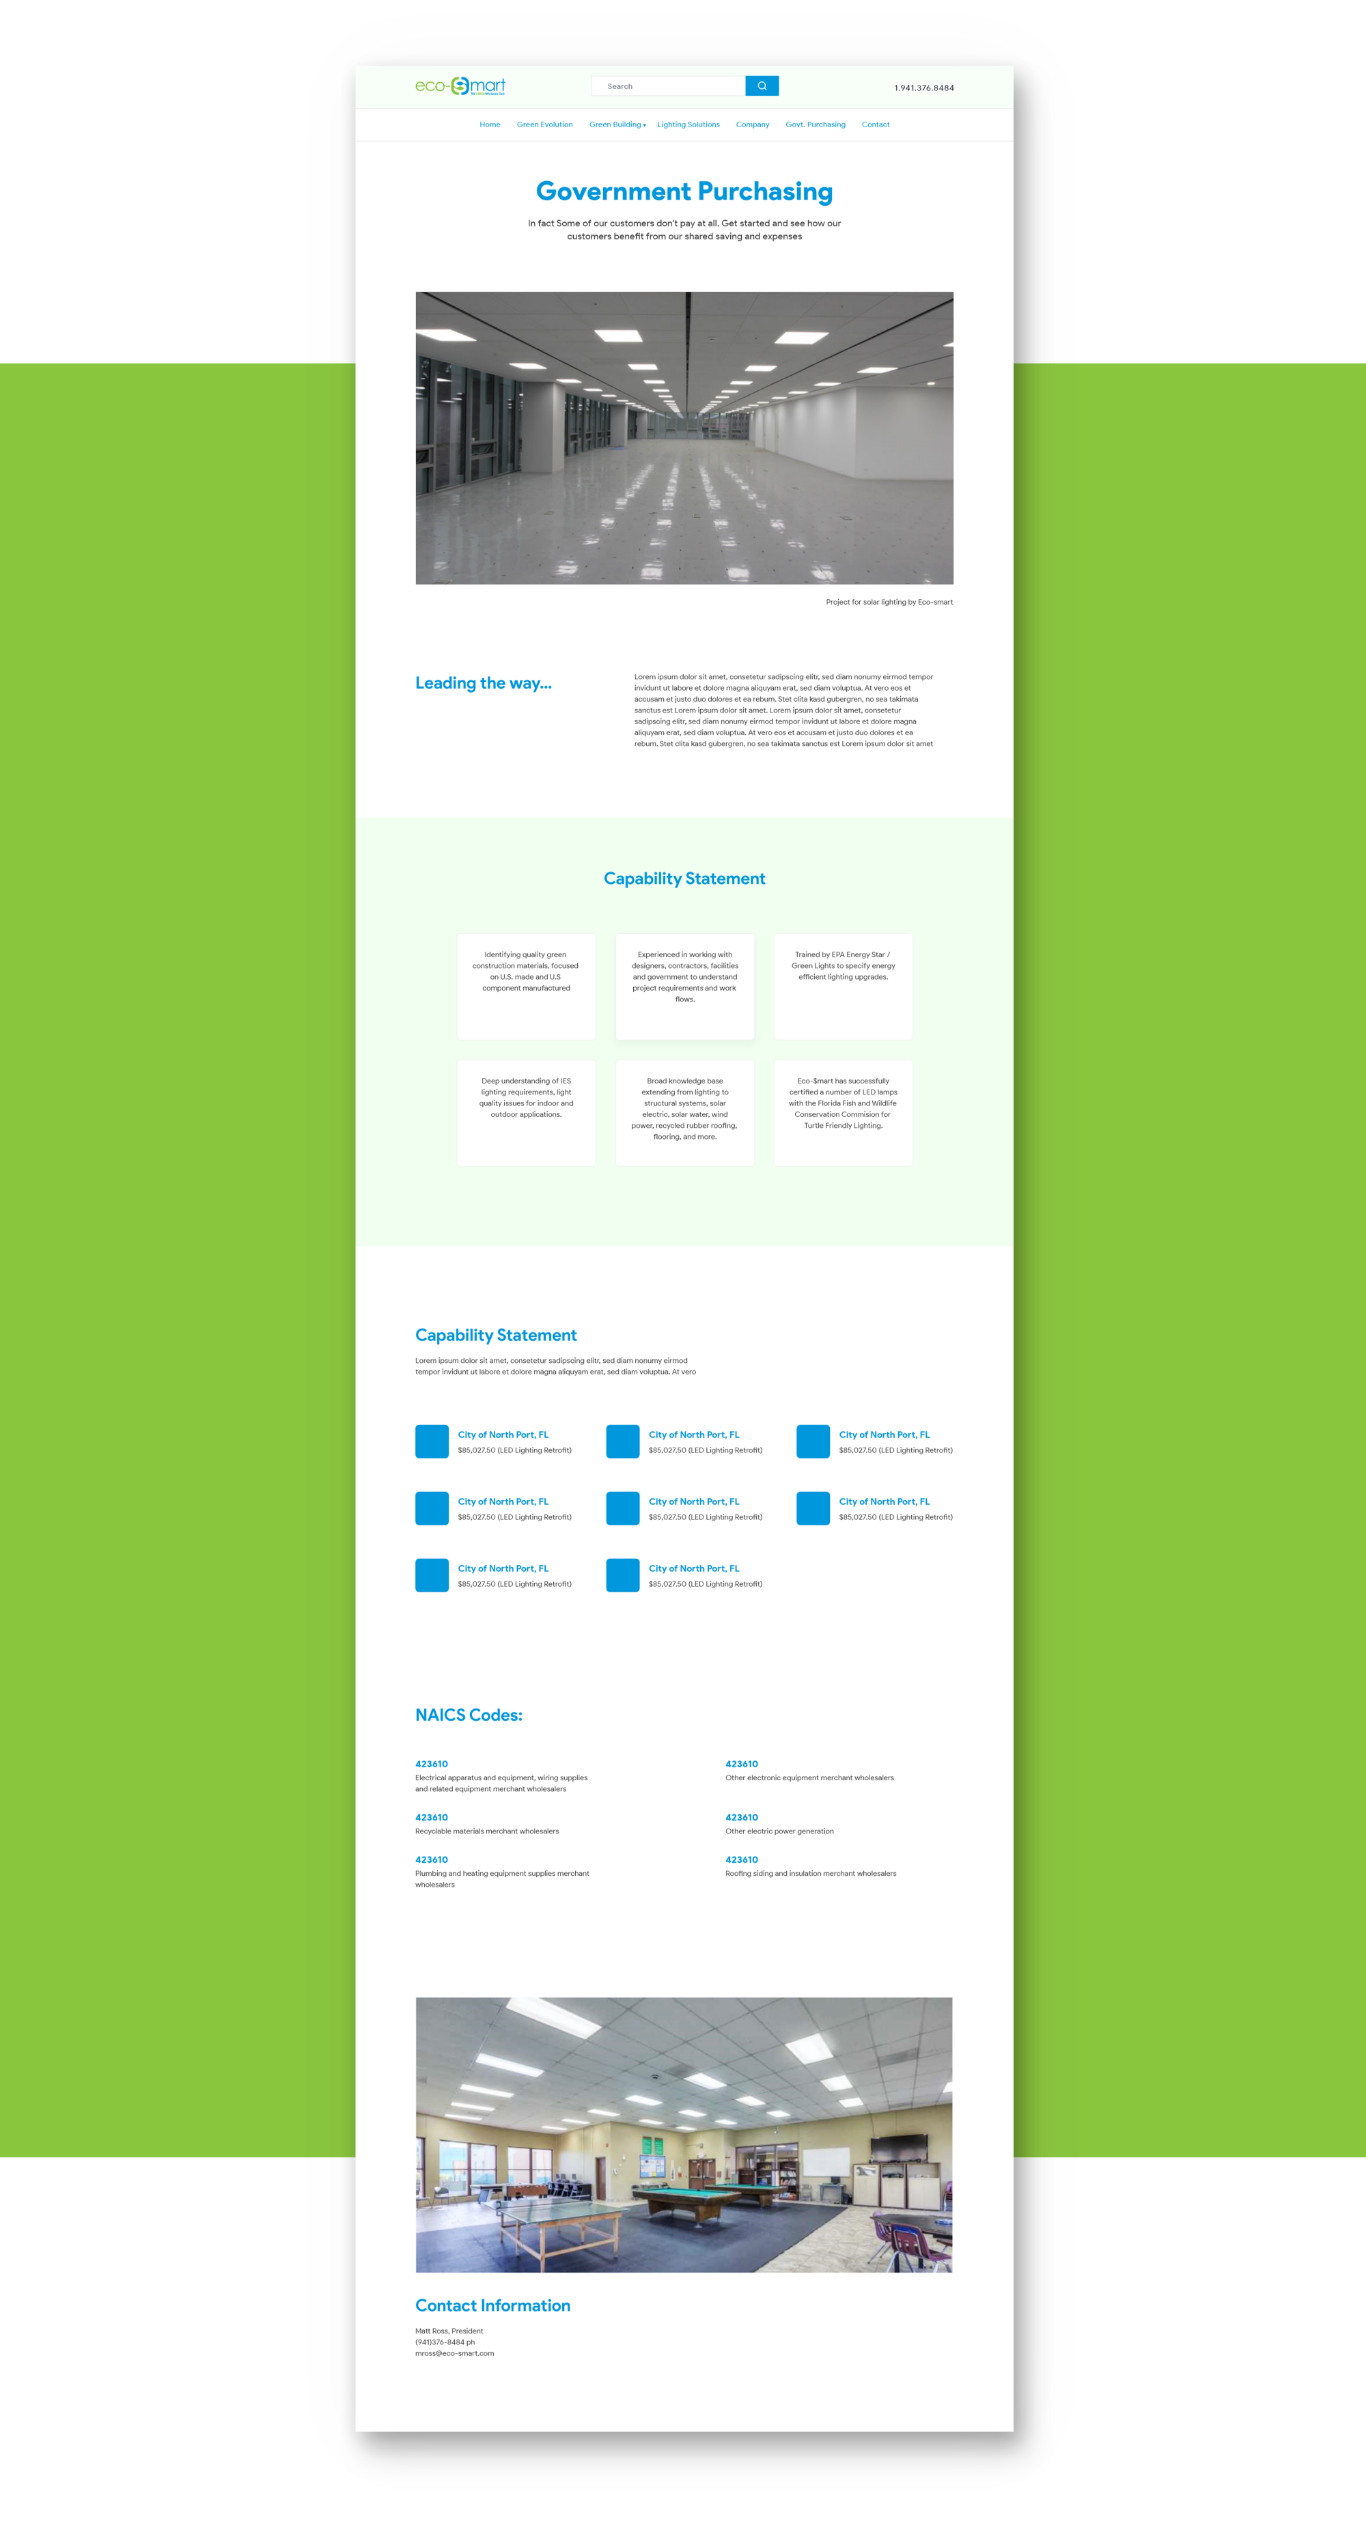 eco-$mart
Search
1.941.376.8484
Home Green Evolution Green Building Lighting Solutions Company Govt. Purchasing Contact
Government Purchasing
In fact Some of our customers don't pay at all. Get started and see how our
customers benefit from our shared saving and expenses
Project for solar lighting by Eco-smart
Leading the way...
Lorem ipsum dolor sit amet, consetetur sadipscing elitr, sed diam nonumy eirmod tempor
invidunt ut labore et dolore magna aliquyam erat, sed diam voluptua. At vero eos et
accusam et justo duo dolores et ea rebum. Stet clita kasd gubergren, no sea takimata
sanctus est Lorem ipsum dolor sit amet. Lorem ipsum dolor sit amet, consetetur
sadipscing elitr, sed diam nonumy eirmod tempor invidunt ut labore et dolore magna
aliquyam erat, sed diam voluptua. At vero eos et accusam et justo duo dolores et ea
rebum. Stet clita kasd gubergren, no sea takimata sanctus est Lorem ipsum dolor sit amet
Capability Statement
Identifying quality green
construction materials, focused
on U.S. made and U.S
component manufactured
Experienced in working with
designers, contractors, facilities
and government to understand
project requirements and work
flows.
Trained by EPA Energy Star /
Green Lights to specify energy
efficient lighting upgrades.
Deep understanding of IES
lighting requirements, light
quality issues for indoor and
outdoor applications.
Broad knowledge base
extending from lighting to
structural systems, solar
electric, solar water, wind
power, recycled rubber roofing,
flooring, and more.
Eco-$mart has successfully
certified a number of LED lamps
with the Florida Fish and Wildlife
Conservation Commision for
Turtle Friendly Lighting.
Capability Statement
Lorem ipsum dolor sit amet, consetetur sadipscing elitr, sed diam nonumy eirmod
tempor invidunt ut labore et dolore magna aliquyam erat, sed diam voluptua. At vero
City of North Port, FL
$85,027.50 (LED Lighting Retrofit)
City of North Port, FL
$85,027.50 (LED Lighting Retrofit)
City of North Port, FL
$85,027.50 (LED Lighting Retrofit)
City of North Port, FL
$85,027.50 (LED Lighting Retrofit)
City of North Port, FL
$85,027.50 (LED Lighting Retrofit)
City of North Port, FL
$85,027.50 (LED Lighting Retrofit)
City of North Port, FL
$85,027.50 (LED Lighting Retrofit)
City of North Port, FL
$85,027.50 (LED Lighting Retrofit)
NAICS Codes:
423610
Electrical apparatus and equipment, wiring supplies
and related equipment merchant wholesalers
423610
Other electronic equipment merchant wholesalers
423610
Recyclable materials merchant wholesalers
423610
Other electric power generation
423610
Plumbing and heating equipment supplies merchant
wholesalers
423610
Roofing siding and insulation merchant wholesalers
Contact Information
Matt Ross, President
(941)376-8484 ph
mross@eco-smart.com